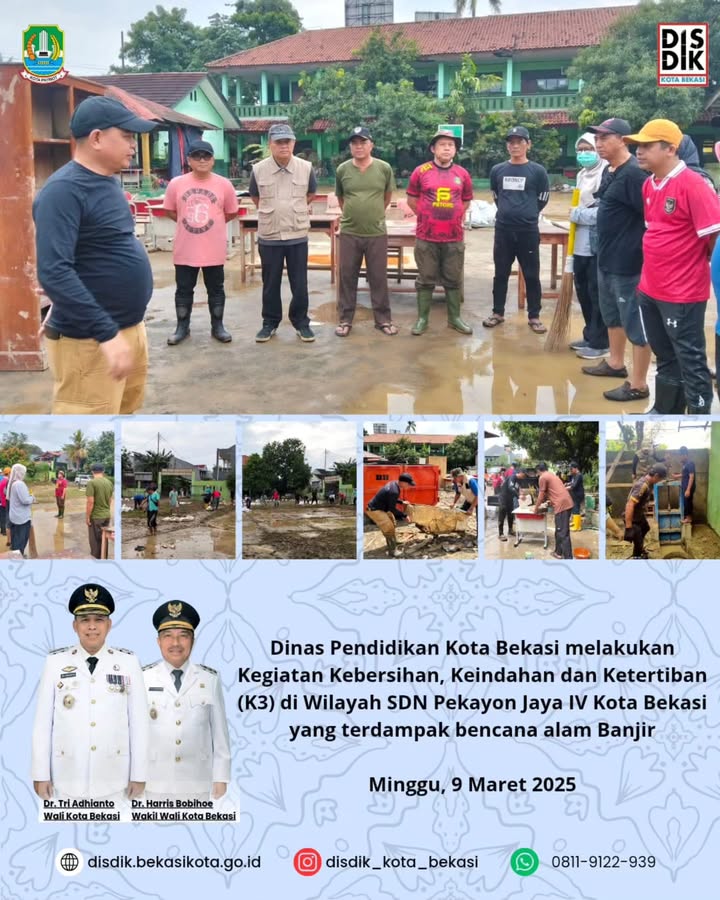 KOTA BEKASI
DIS
DIK
KOTA BEKASI
Dinas Pendidikan Kota Bekasi melakukan
Kegiatan Kebersihan, Keindahan dan Ketertiban
(K3) di Wilayah SDN Pekayon Jaya IV Kota Bekasi
yang terdampak bencana alam Banjir
Minggu, 9 Maret 2025
Dr. Tri Adhianto
Wali Kota Bekasi
Dr. Harris Bobihoe
Wakil Wali Kota Bekasi
disdik.bekasikota.go.id
disdik_kota_bekasi
0811-9122-939